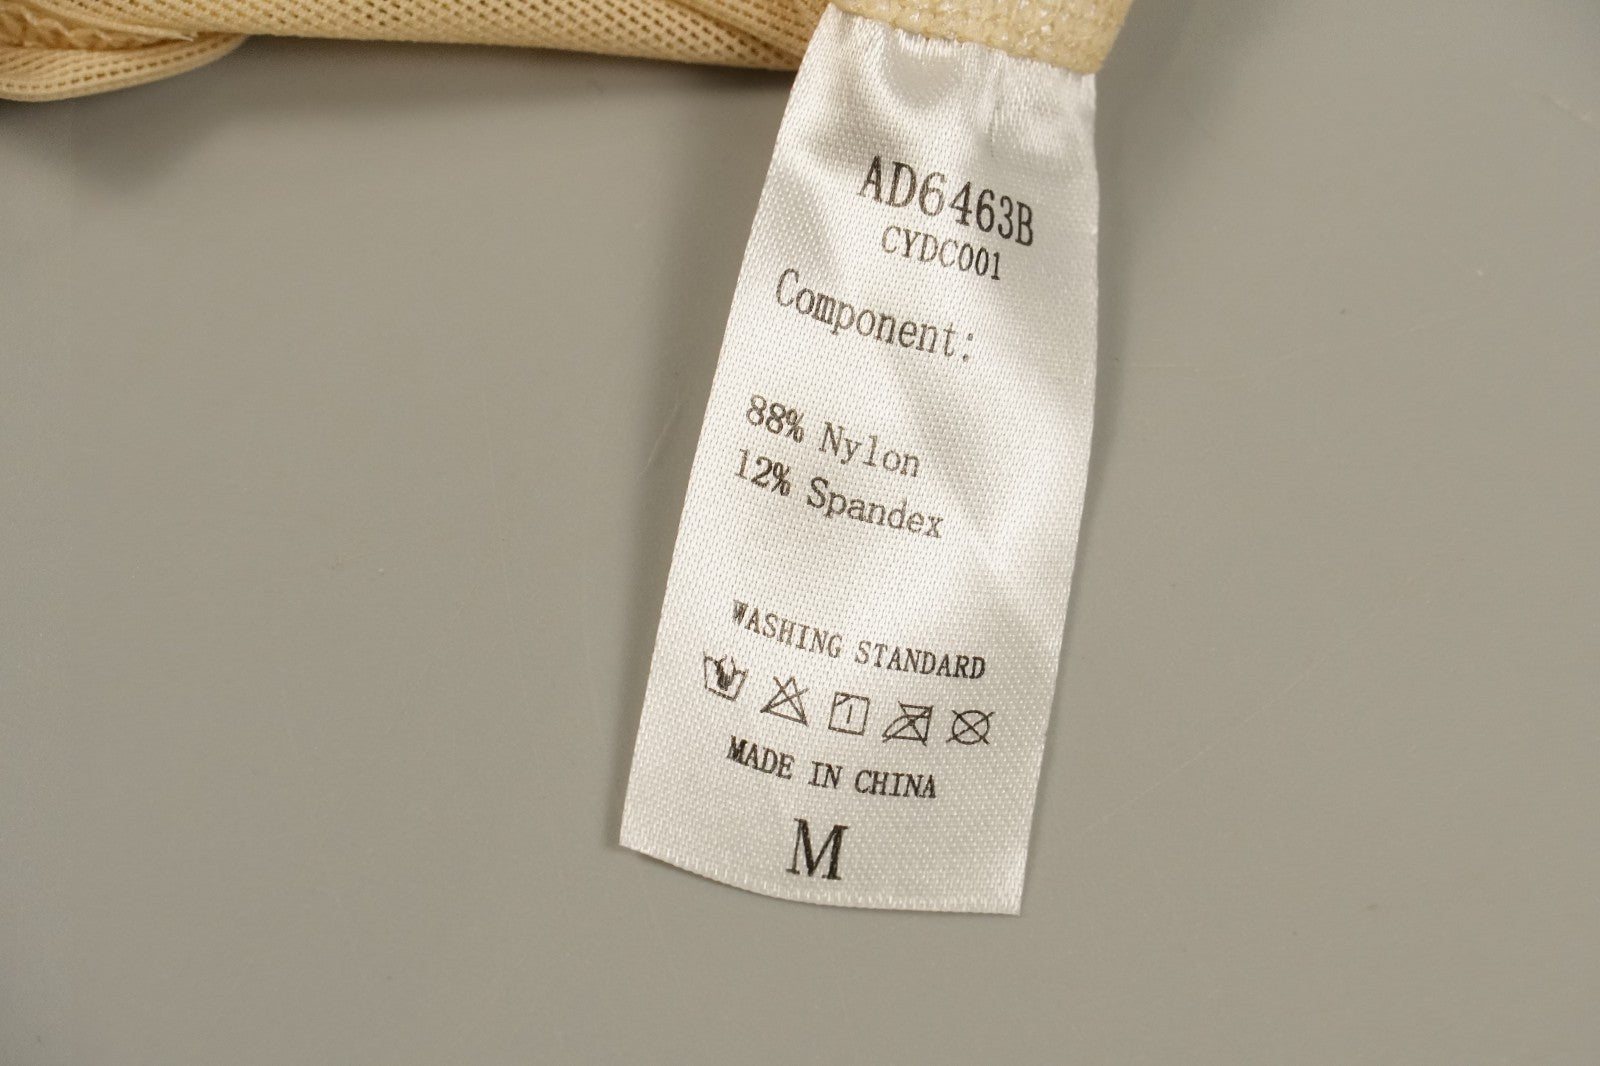 AD6463B
CYDC001
Component:
88% Nylon
12% Spandex
WASHING STANDARD
MADE IN CHINA
M